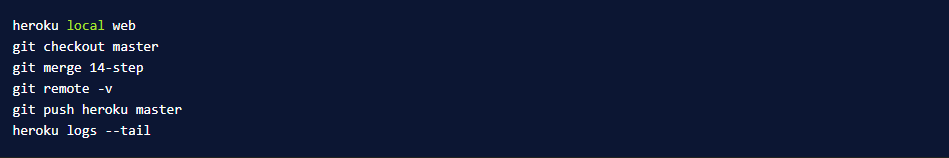 heroku local web
git checkout master
git merge 14-step
git remote -v
git push heroku master
heroku logs --tail